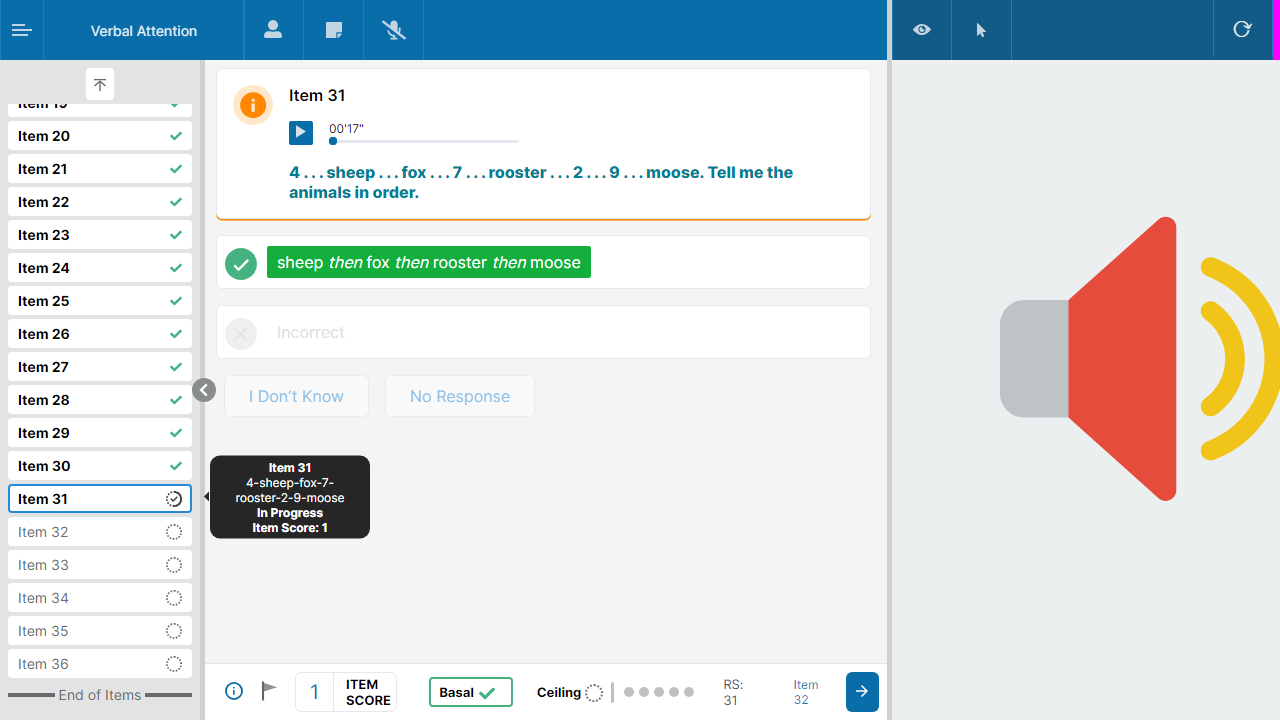 Verbal Attention
Item 19
Item 20
Item 21
Item 22
Item 23
Item 24
Item 25
Item 26
Item 27
Item 28
Item 29
Item 30
Item 31
Item 32
Item 33
Item 34
Item 35
Item 36
End of Items
Item 31
00'17"
4 . . . sheep . . . fox . . . 7 . . . rooster . . . 2 . . . 9 . . . moose. Tell me the
animals in order.
sheep then fox then rooster then moose
Incorrect
I Don't Know
No Response
Item 31
4-sheep-fox-7-
rooster-2-9-moose
In Progress
Item Score: 1
1
ITEM
SCORE
Basal
Ceiling
RS:
31
Item
32